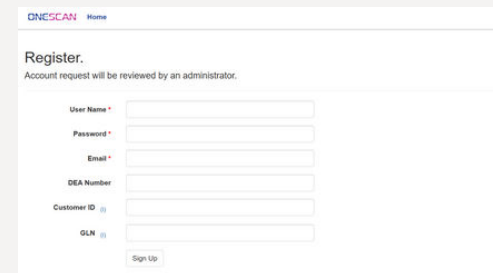 ONESCAN Home
Register.
Account request will be reviewed by an administrator.
User Name *
Password *
Email *
DEA Number
Customer ID (i)
GLN (i)
Sign Up